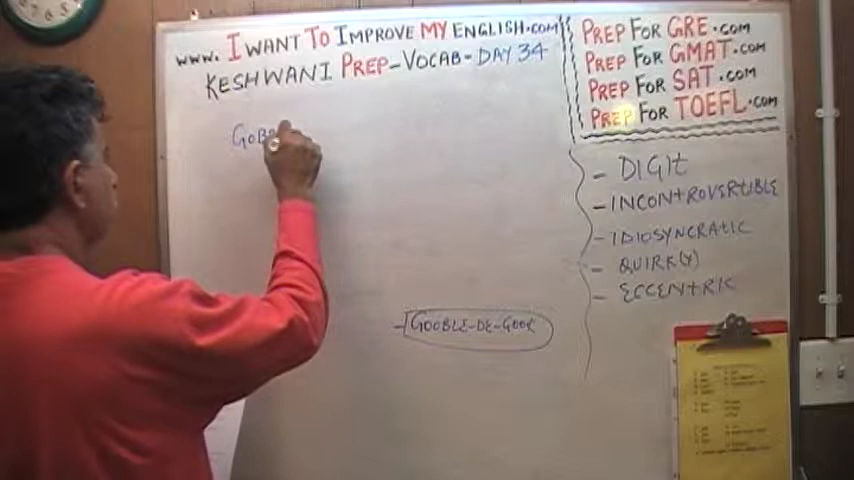 www. I WANT TO IMPROVE MY ENGLISH.COM
KESHWANI PREP-VOCAB-DAY 34
PREP FOR GRE.COM
PREP FOR GMAT.COM
PREP FOR SAT.COM
PREP FOR TOEFL.COM
GOBB
- DIGIT
- INCONTROVERTIBLE
- IDIOSYNCRATIC
- QUIRK(Y)
- ECCENTRIC
- GOOBLE-DE-GOOK